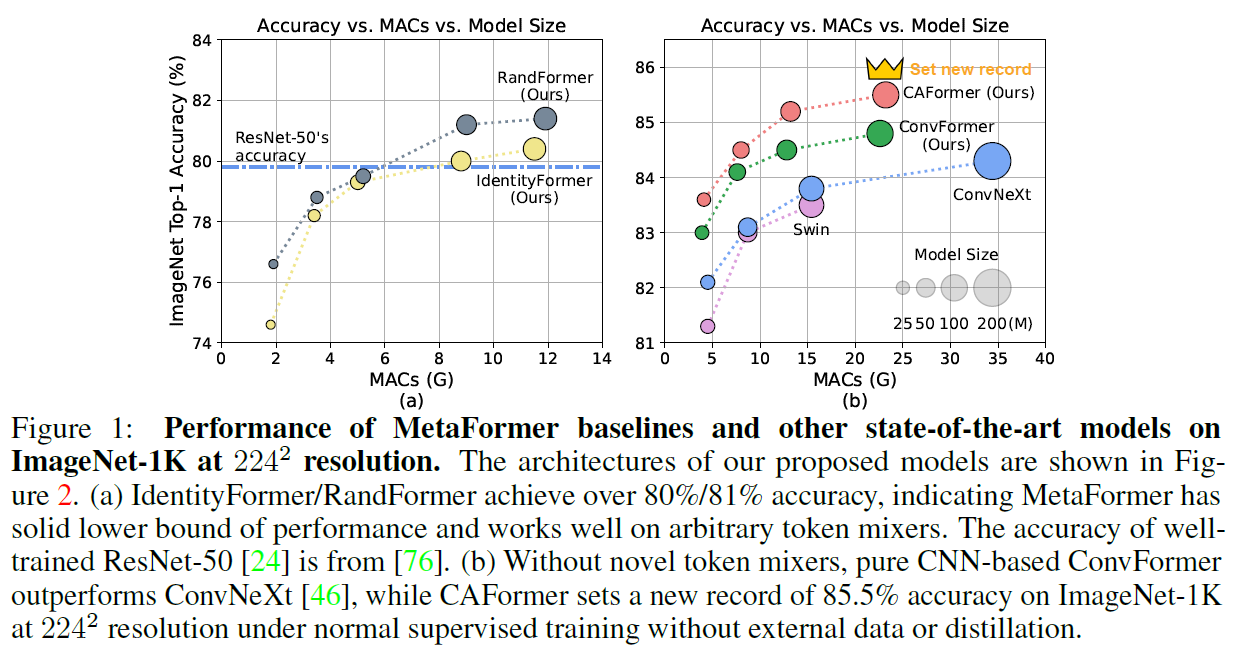 Accuracy vs. MACs vs. Model Size
ImageNet Top-1 Accuracy (%)
84
82
80
78
76
74
RandFormer
(Ours)
ResNet-50's
accuracy
IdentityFormer
(Ours)
0 2 4 6 8 10 12 14
MACs (G)
(a)
Accuracy vs. MACs vs. Model Size
86
85
84
83
82
81
Set new record
CAFormer (Ours)
ConvFormer
(Ours)
ConvNeXt
Swin
Model Size
25 50 100 200(M)
0 5 10 15 20 25 30 35 40
MACs (G)
(b)
Figure 1: Performance of MetaFormer baselines and other state-of-the-art models on
ImageNet-1K at 224² resolution. The architectures of our proposed models are shown in Fig-
ure 2. (a) IdentityFormer/RandFormer achieve over 80%/81% accuracy, indicating MetaFormer has
solid lower bound of performance and works well on arbitrary token mixers. The accuracy of well-
trained ResNet-50 [24] is from [76]. (b) Without novel token mixers, pure CNN-based ConvFormer
outperforms ConvNeXt [46], while CAFormer sets a new record of 85.5% accuracy on ImageNet-1K
at 224² resolution under normal supervised training without external data or distillation.